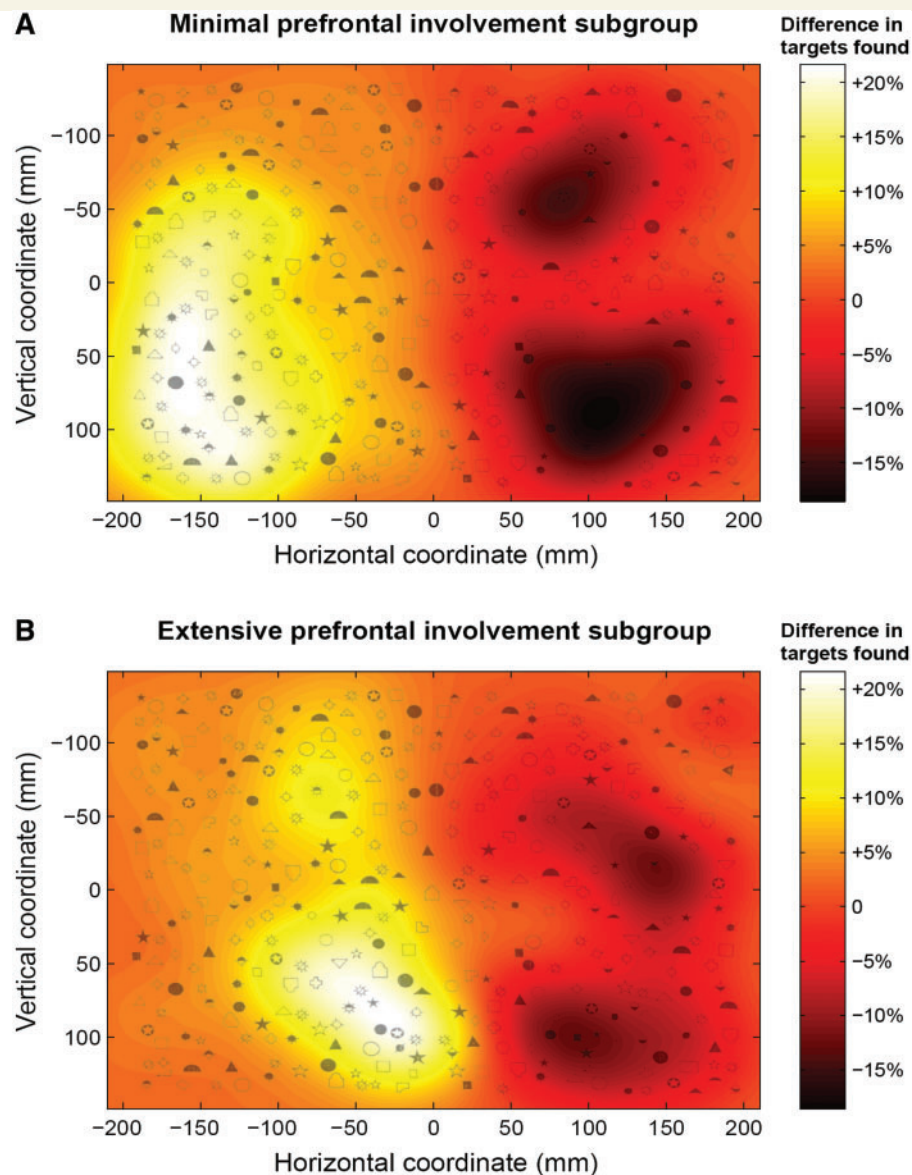 A
Minimal prefrontal involvement subgroup
Difference in
targets found
+20%
+15%
+10%
+5%
0
−5%
−10%
−15%
Vertical coordinate (mm)
−100
−50
0
50
100
−200 −150 −100 −50 0 50 100 150 200
Horizontal coordinate (mm)
B
Extensive prefrontal involvement subgroup
Difference in
targets found
+20%
+15%
+10%
+5%
0
−5%
−10%
−15%
Vertical coordinate (mm)
−100
−50
0
50
100
−200 −150 −100 −50 0 50 100 150 200
Horizontal coordinate (mm)